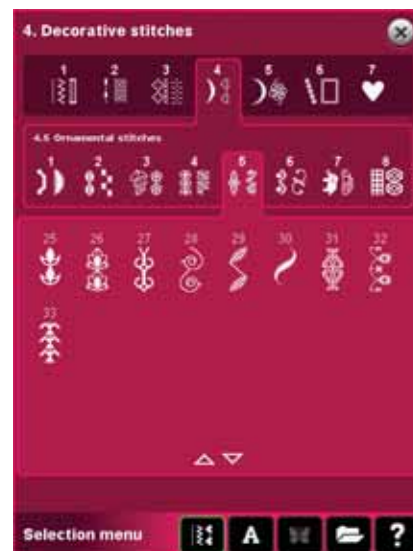 4. Decorative stitches
1 2 3 4 5 6 7
4.5 Ornamental stitches
1 2 3 4 5 6 7 8
25 26 27 28 29 30 31 32
33
Selection menu A ?